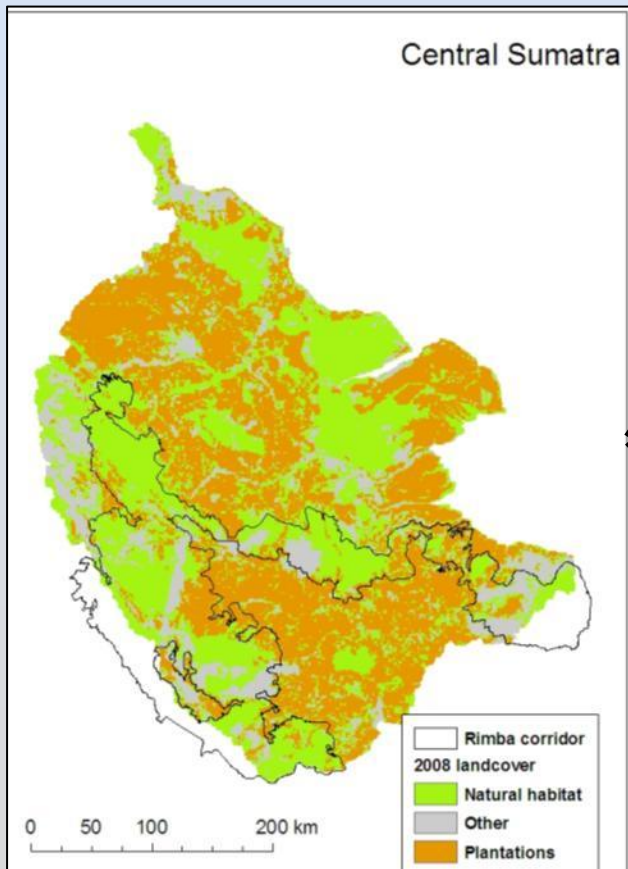 Central Sumatra
Rimba corridor
2008 landcover
Natural habitat
Other
Plantations
0 50 100 200 km